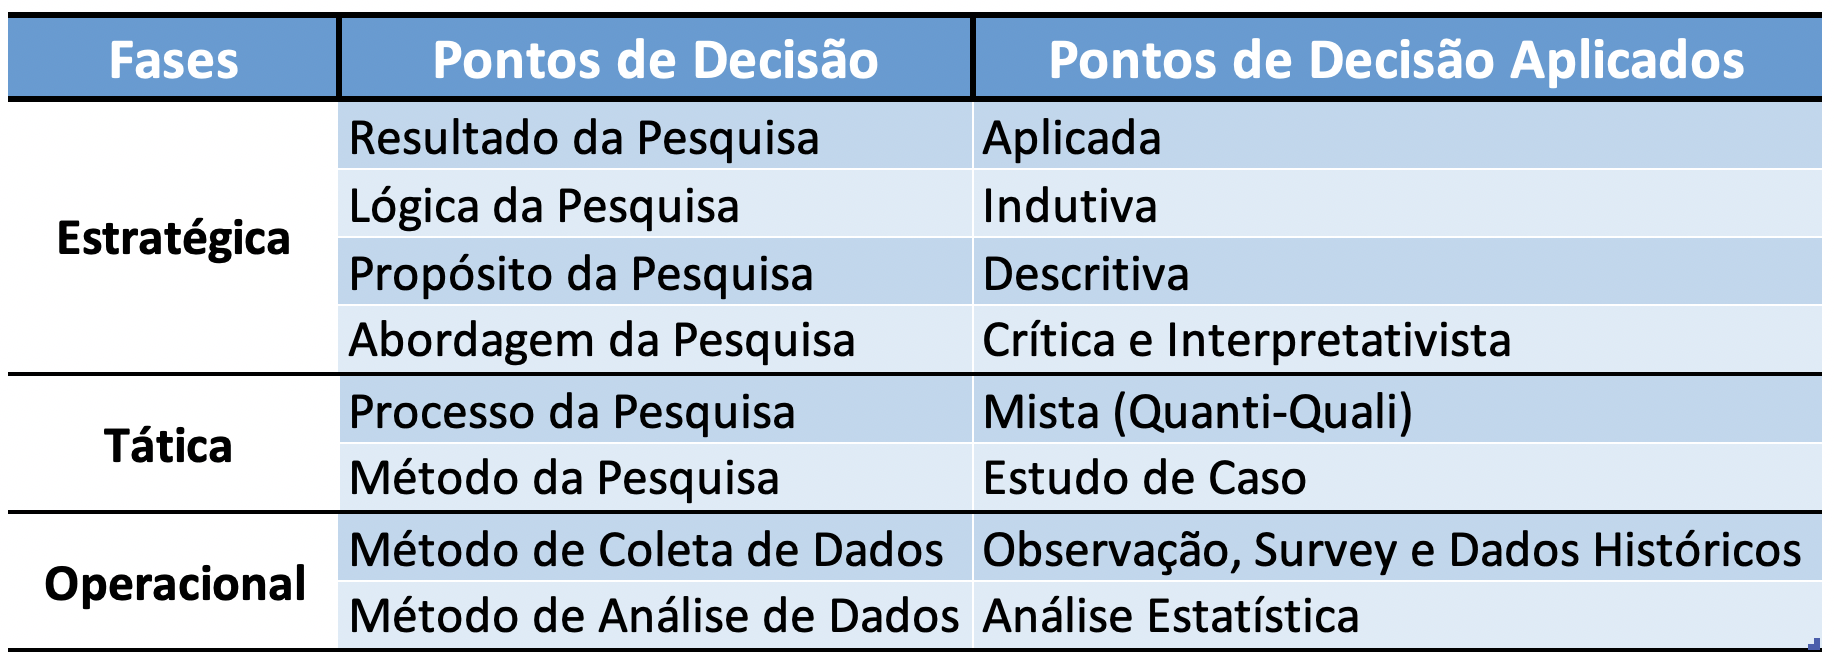 Fases Pontos de Decisão Pontos de Decisão Aplicados
Estratégica
Resultado da Pesquisa Aplicada
Lógica da Pesquisa Indutiva
Propósito da Pesquisa Descritiva
Abordagem da Pesquisa Crítica e Interpretativista
Tática
Processo da Pesquisa Mista (Quanti-Quali)
Método da Pesquisa Estudo de Caso
Operacional
Método de Coleta de Dados Observação, Survey e Dados Históricos
Método de Análise de Dados Análise Estatística